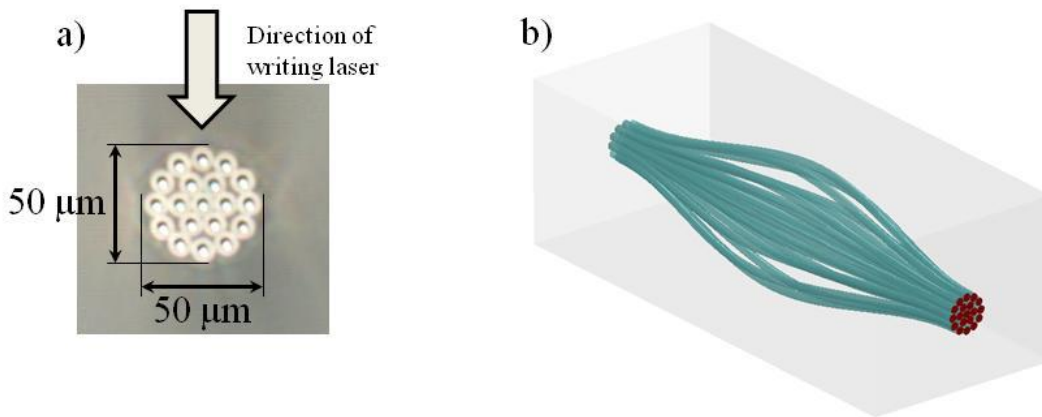 a)
Direction of
writing laser
50 μm
50 μm
b)